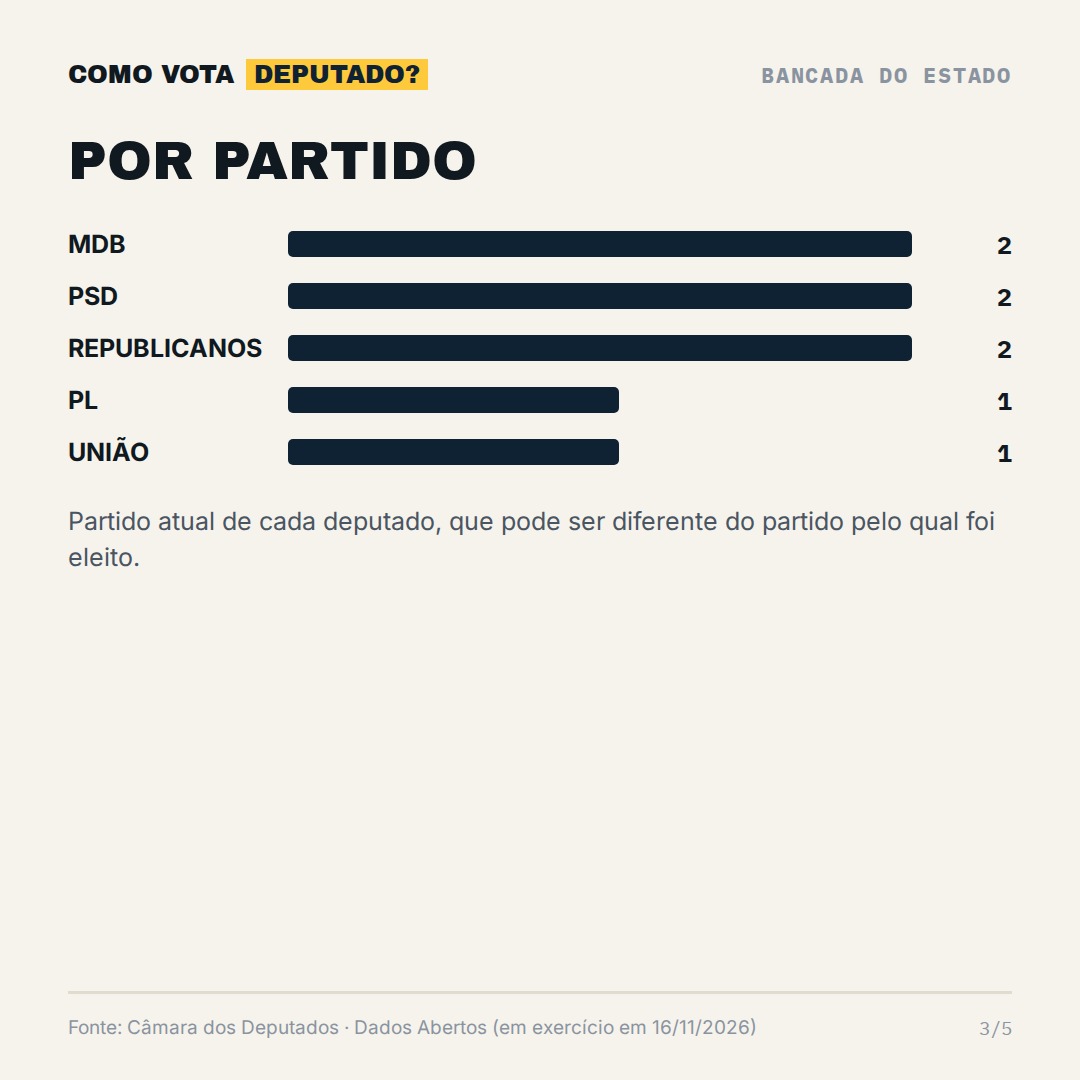 COMO VOTA DEPUTADO?
BANCADA DO ESTADO
POR PARTIDO
MDB 2
PSD 2
REPUBLICANOS 2
PL 1
UNIÃO 1
Partido atual de cada deputado, que pode ser diferente do partido pelo qual foi
eleito.
Fonte: Câmara dos Deputados · Dados Abertos (em exercício em 16/11/2026)
3/5